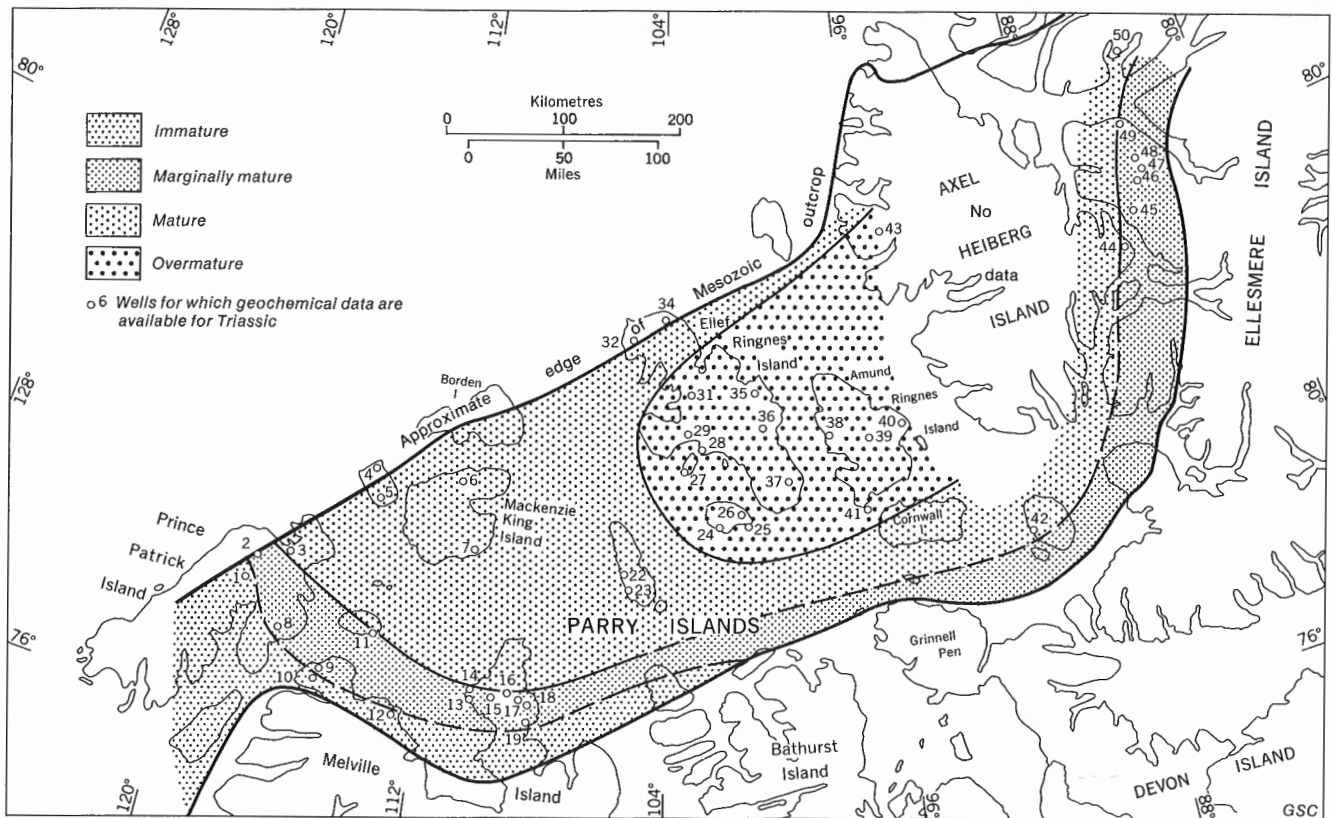 128°
120°
112°
104°
96°
88°
80°
80°
80°
Immature
Marginally mature
Mature
Overmature
o6 Wells for which geochemical data are
available for Triassic
Kilometres
0 100 200
0 50 100
Miles
50
49
48
47
46
45
44
43
AXEL
No
HEIBERG
data
ISLAND
ELLESMERE ISLAND
Approximate edge of Mesozoic outcrop
34
32
Ellef
Ringnes
Island
31
35
36
29
28
27
37
26
24
25
Amund
Ringnes
Island
38
40
39
41
Cornwall
42
128°
80°
Borden
I
4
5
6
Mackenzie
King
Island
7
Prince
Patrick
Island
2
3
1
22
23
PARRY ISLANDS
8
11
76°
76°
10
9
12
14
13
16
15
17
18
19
Grinnell
Pen
Melville
Island
Bathurst
Island
DEVON ISLAND
120°
112°
104°
96°
88°
GSC